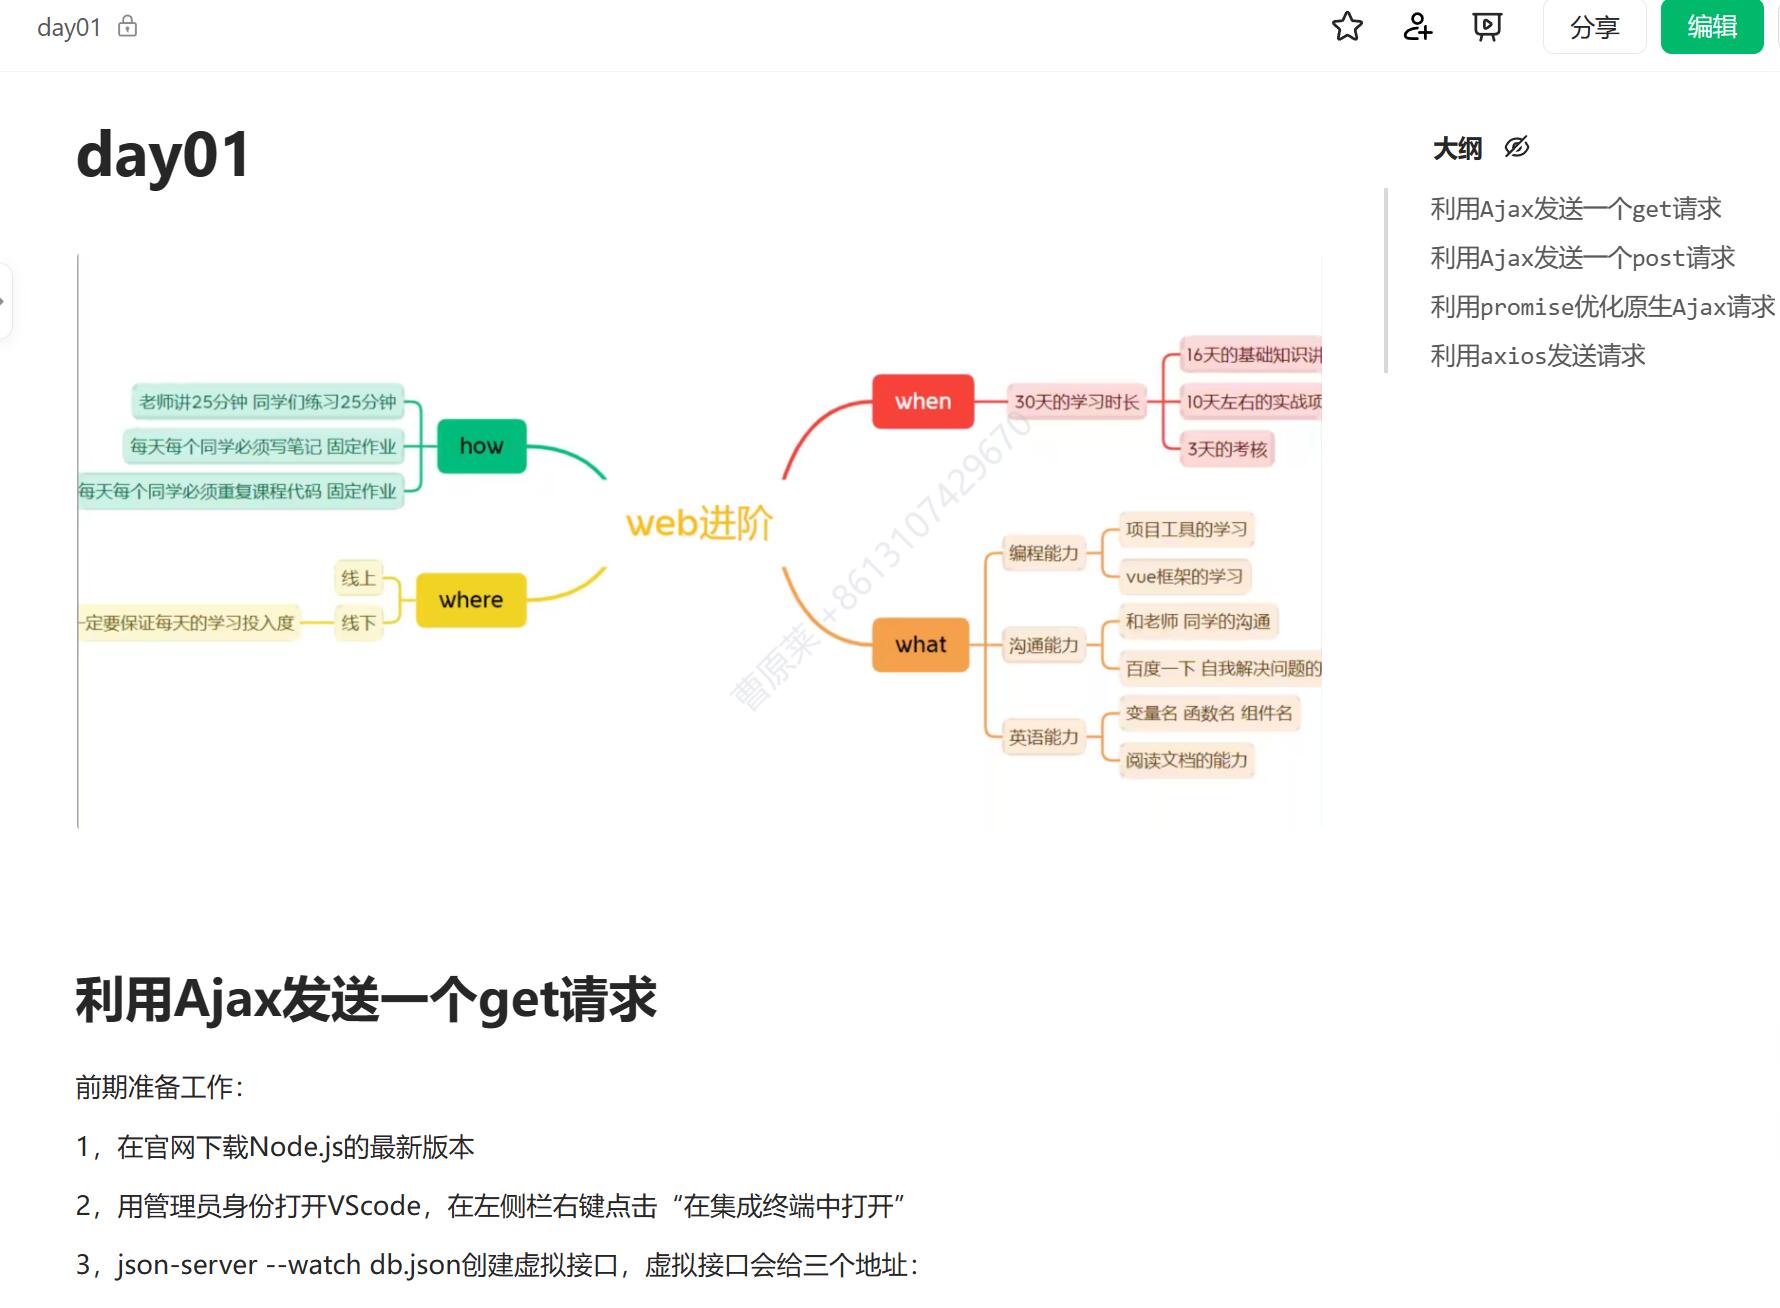 day01
分享
编辑
day01
大纲
利用Ajax发送一个get请求
利用Ajax发送一个post请求
利用promise优化原生Ajax请求
利用axios发送请求
老师讲25分钟 同学们练习25分钟
每天每个同学必须写笔记 固定作业
每天每个同学必须重复课程代码 固定作业
how
线上
定要保证每天的学习投入度
线下
where
web进阶
when
30天的学习时长
16天的基础知识讲
10天左右的实战项
3天的考核
what
编程能力
项目工具的学习
vue框架的学习
沟通能力
和老师 同学的沟通
百度一下 自我解决问题的
英语能力
变量名 函数名 组件名
阅读文档的能力
曹原莱 +8613107429670
利用Ajax发送一个get请求
前期准备工作：
1，在官网下载Node.js的最新版本
2，用管理员身份打开VScode，在左侧栏右键点击“在集成终端中打开”
3，json-server --watch db.json创建虚拟接口，虚拟接口会给三个地址：